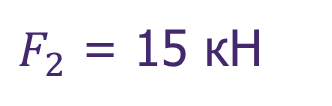 F₂ = 15 кН